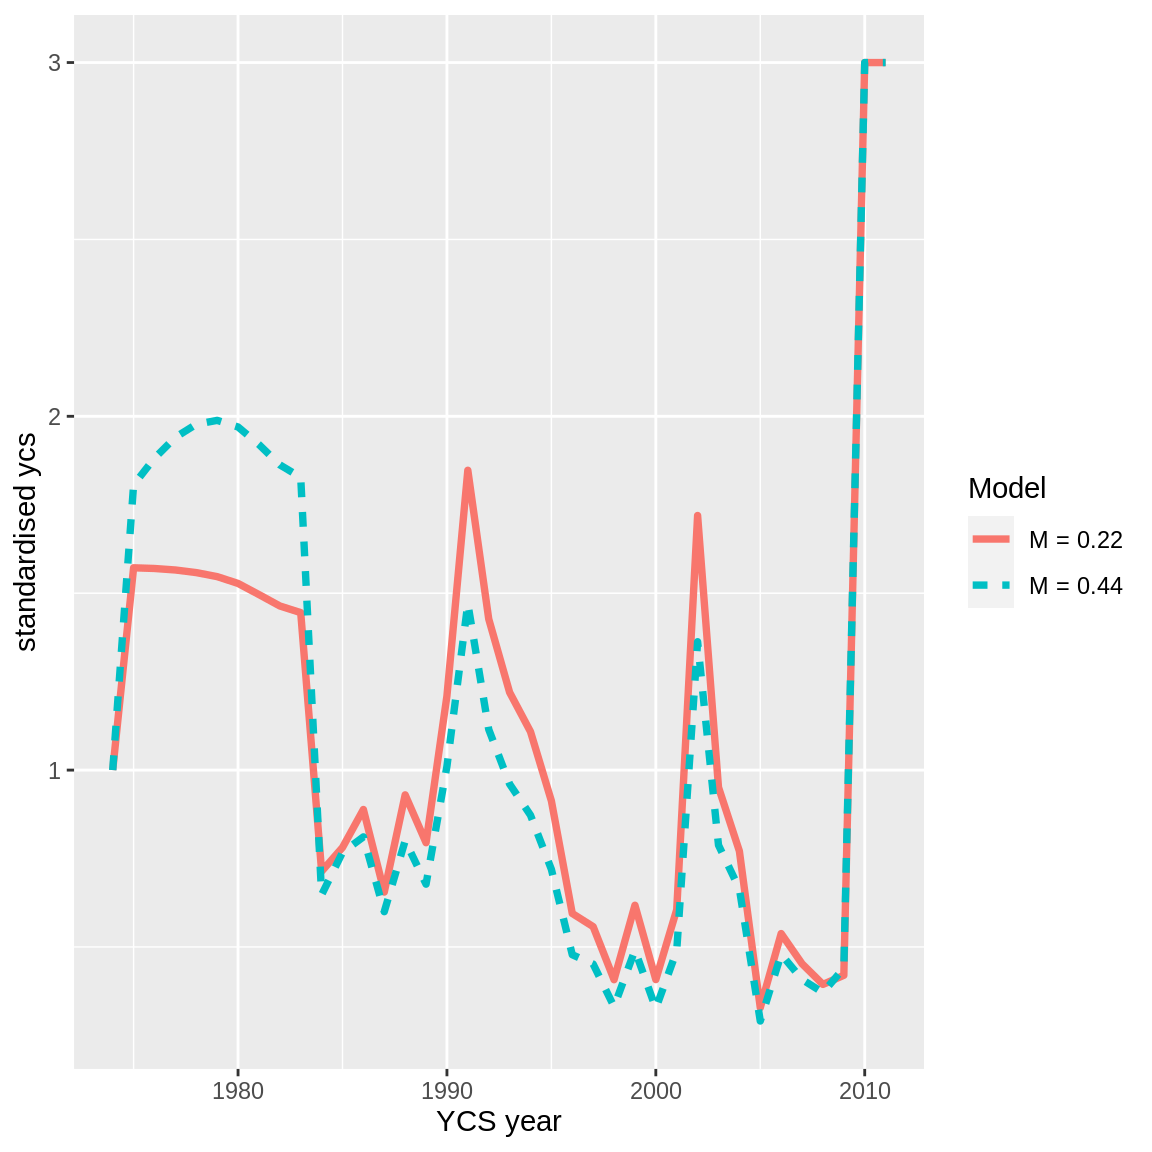 3
2
1
standardised ycs
1980
1990
2000
2010
YCS year
Model
M = 0.22
M = 0.44